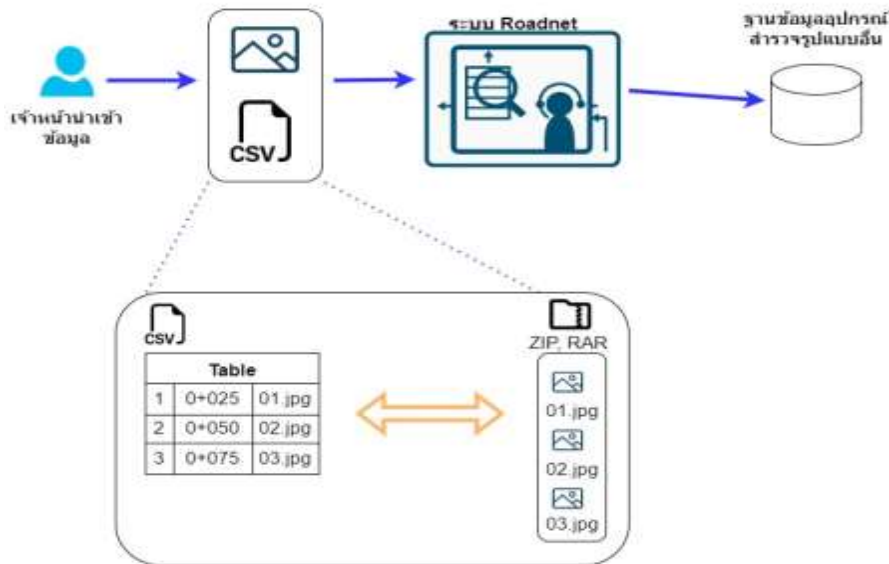 ระบบ Roadnet
ฐานข้อมูลอุปกรณ์
สำรวจรูปแบบอื่น
เจ้าหน้านำเข้า
ข้อมูล
CSV
CSV
ZIP, RAR
Table
1 0+025 01.jpg
2 0+050 02.jpg
3 0+075 03.jpg
01.jpg
02.jpg
03.jpg